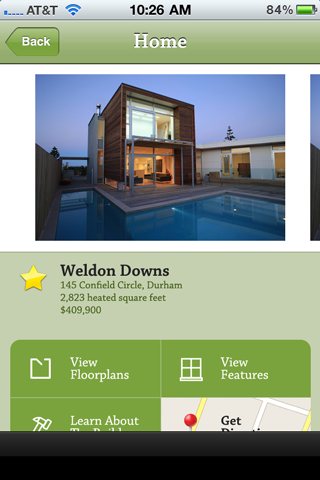 AT&T 10:26 AM 84%
Back Home
Weldon Downs
145 Confield Circle, Durham
2,823 heated square feet
$409,900
View
Floorplans
View
Features
Learn About
Get